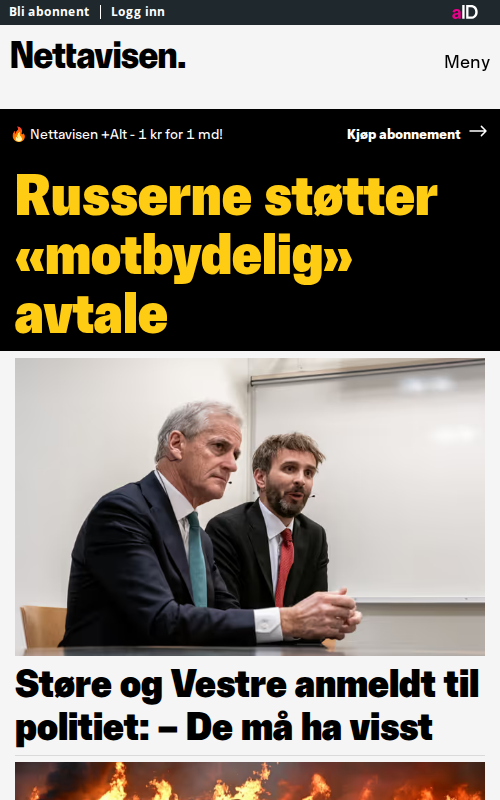 Bli abonnent
Logg inn
aID
Nettavisen.
Meny
🔥 Nettavisen +Alt - 1 kr for 1 md!
Kjøp abonnement →
Russerne støtter
«motbydelig»
avtale
Støre og Vestre anmeldt til
politiet: – De må ha visst